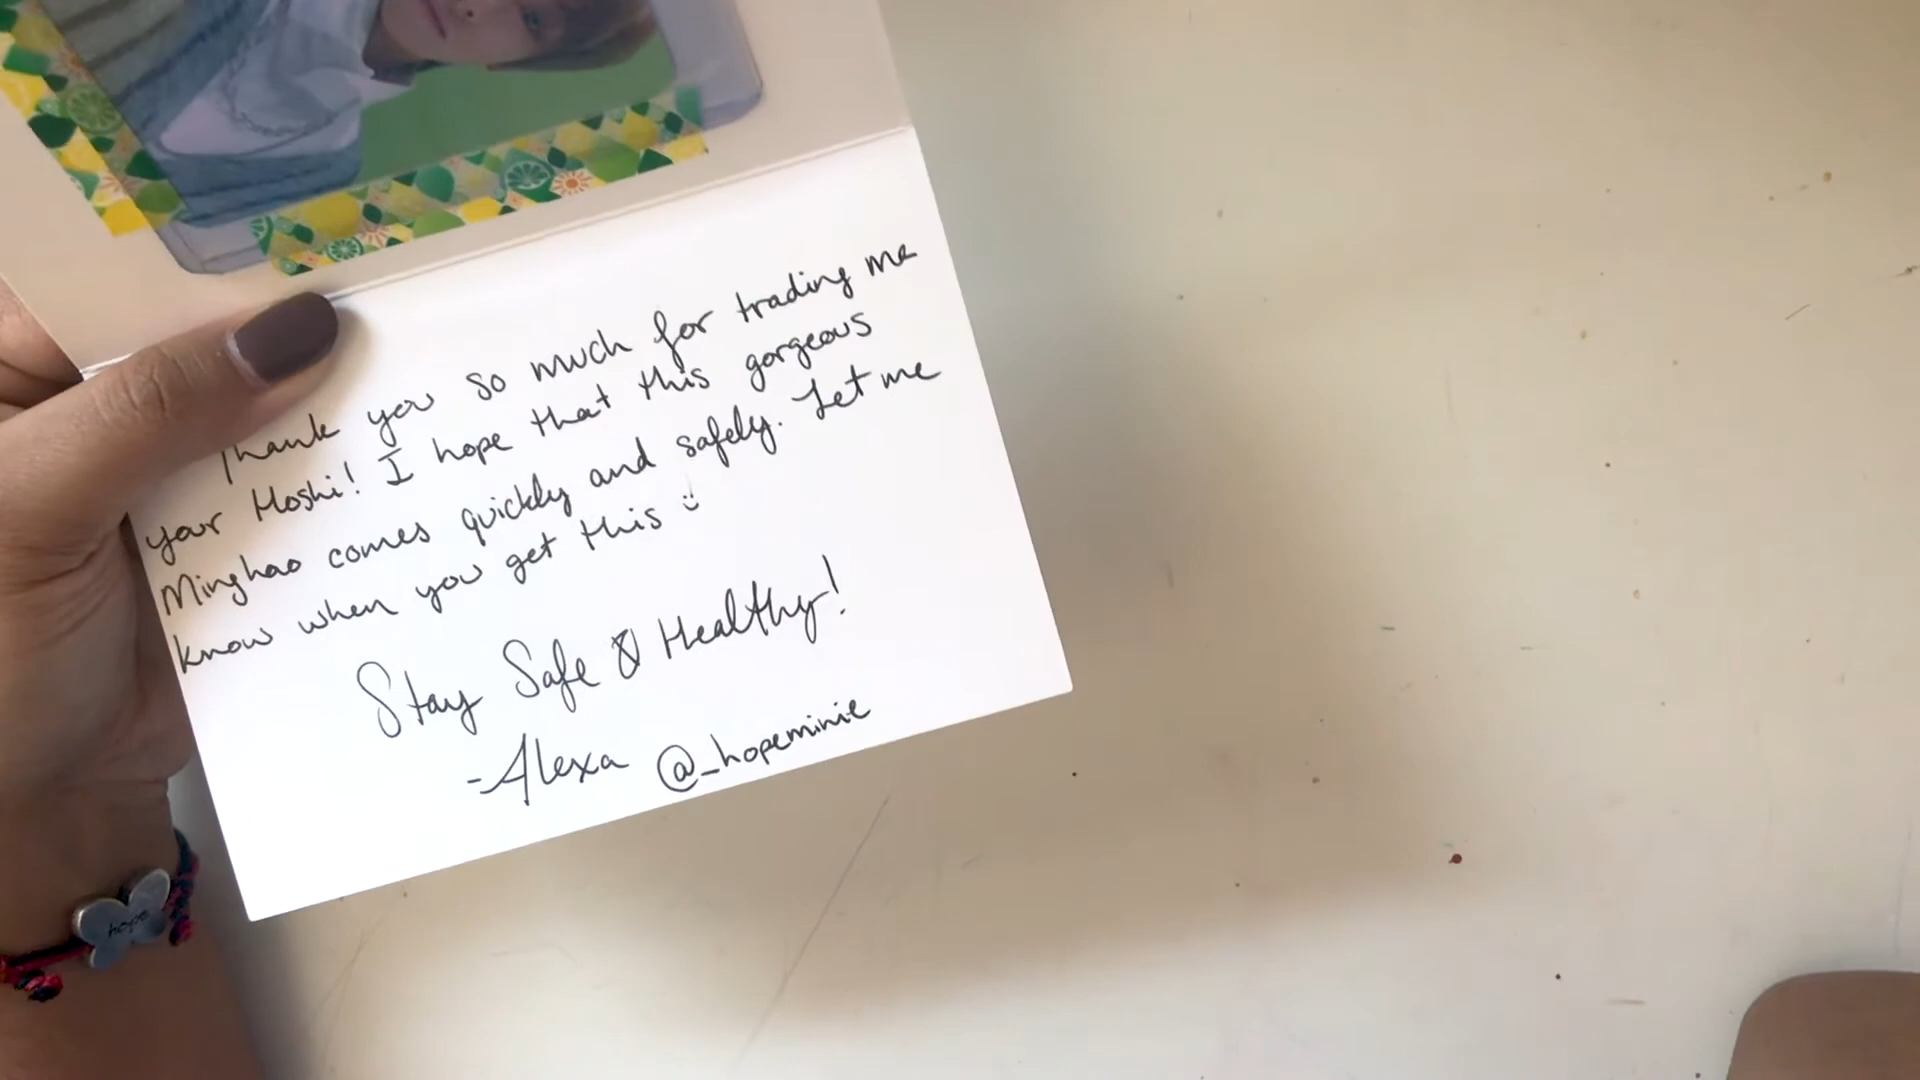 Thank you so much for trading me
your Hoshi! I hope that this gorgeous
Minghao comes quickly and safely. Let me
know when you get this :)
Stay Safe & Healthy!
-Alexa @_hopeminie
hope